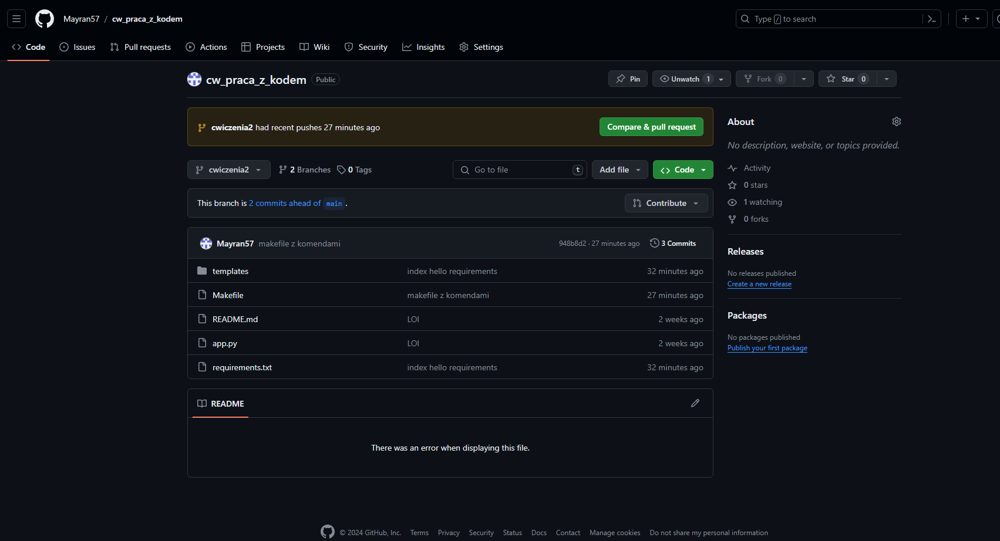 Mayran57 / cw_praca_z_kodem
Type / to search
Code Issues Pull requests Actions Projects Wiki Security Insights Settings
cw_praca_z_kodem Public
Pin Unwatch 1 Fork 0 Star 0
cwiczenia2 had recent pushes 27 minutes ago
Compare & pull request
cwiczenia2 2 Branches 0 Tags
Go to file t
Add file
Code
This branch is 2 commits ahead of main .
Contribute
Mayran57 makefile z komendami 948b8d2 · 27 minutes ago 3 Commits
templates index hello requirements 32 minutes ago
Makefile makefile z komendami 27 minutes ago
README.md LOI 2 weeks ago
app.py LOI 2 weeks ago
requirements.txt index hello requirements 32 minutes ago
README
There was an error when displaying this file.
About
No description, website, or topics provided.
Activity
0 stars
1 watching
0 forks
Releases
No releases published
Create a new release
Packages
No packages published
Publish your first package
© 2024 GitHub, Inc. Terms Privacy Security Status Docs Contact Manage cookies Do not share my personal information